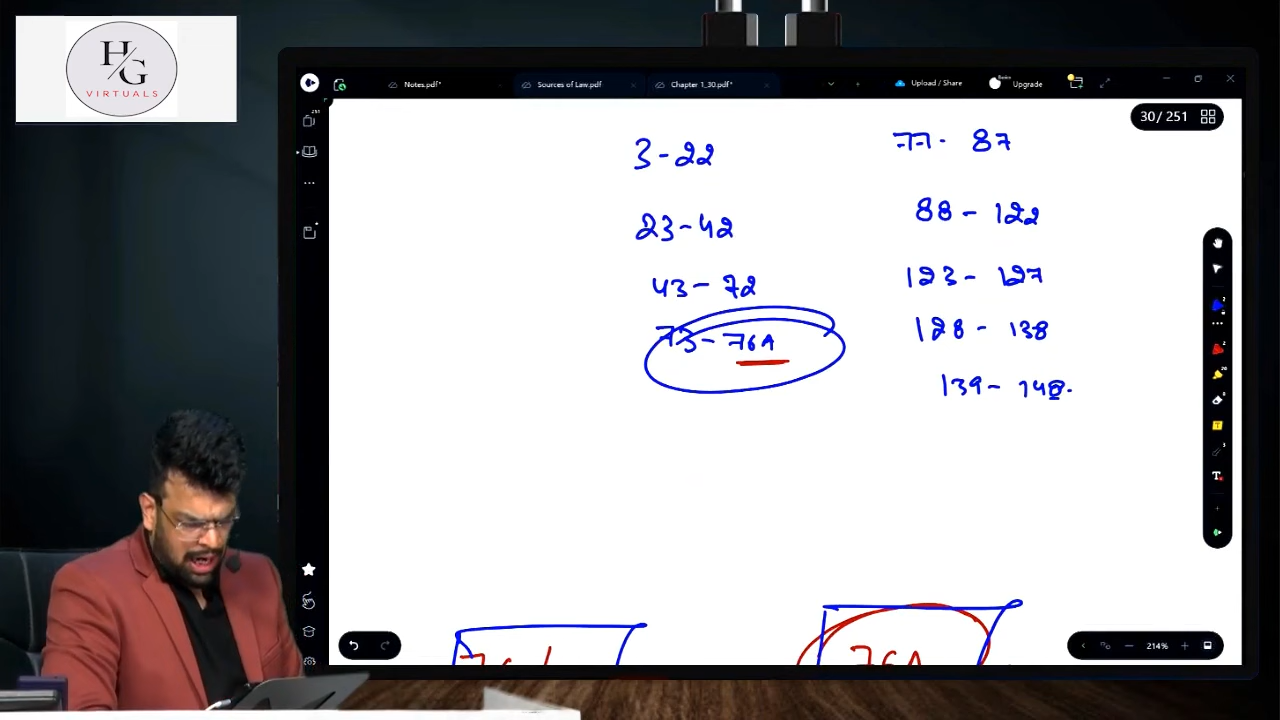 H/G
VIRTUALS
Notes.pdf*
Sources of Law.pdf
Chapter 1_30.pdf*
Upload / Share
Upgrade
30 / 251
3 - 22
23 - 42
43 - 72
73 - 76A
77 - 87
88 - 122
123 - 127
128 - 138
139 - 148.
76A
214%